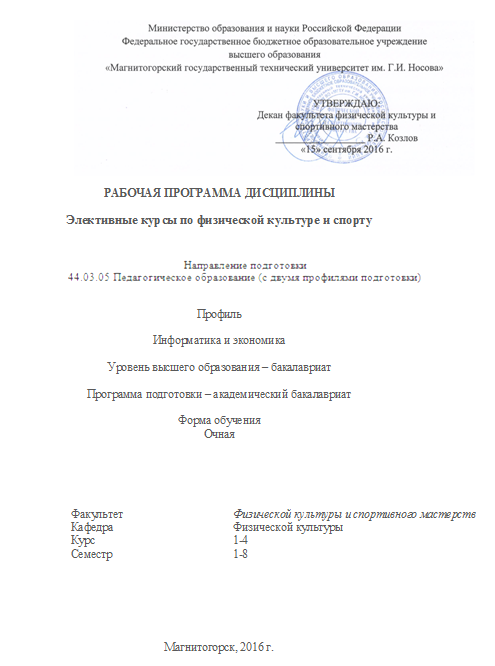 Министерство образования и науки Российской Федерации
Федеральное государственное бюджетное образовательное учреждение
высшего образования
«Магнитогорский государственный технический университет им. Г.И. Носова»
УТВЕРЖДАЮ:
Декан факультета физической культуры и
спортивного мастерства
Р.А. Козлов
«15» сентября 2016 г.
РАБОЧАЯ ПРОГРАММА ДИСЦИПЛИНЫ
Элективные курсы по физической культуре и спорту
Направление подготовки
44.03.05 Педагогическое образование (с двумя профилями подготовки)
Профиль
Информатика и экономика
Уровень высшего образования – бакалавриат
Программа подготовки – академический бакалавриат
Форма обучения
Очная
Факультет Физической культуры и спортивного мастерств
Кафедра Физической культуры
Курс 1-4
Семестр 1-8
Магнитогорск, 2016 г.